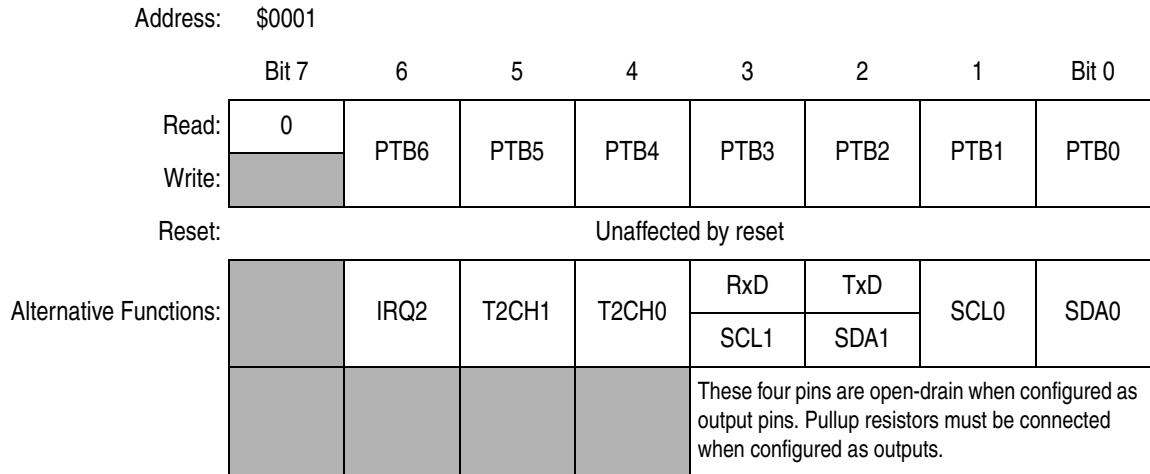 Address: $0001
Bit 7 6 5 4 3 2 1 Bit 0
Read: 0
PTB6 PTB5 PTB4 PTB3 PTB2 PTB1 PTB0
Write:
Reset: Unaffected by reset
RxD TxD
Alternative Functions: IRQ2 T2CH1 T2CH0 SCL0 SDA0
SCL1 SDA1
These four pins are open-drain when configured as
output pins. Pullup resistors must be connected
when configured as outputs.